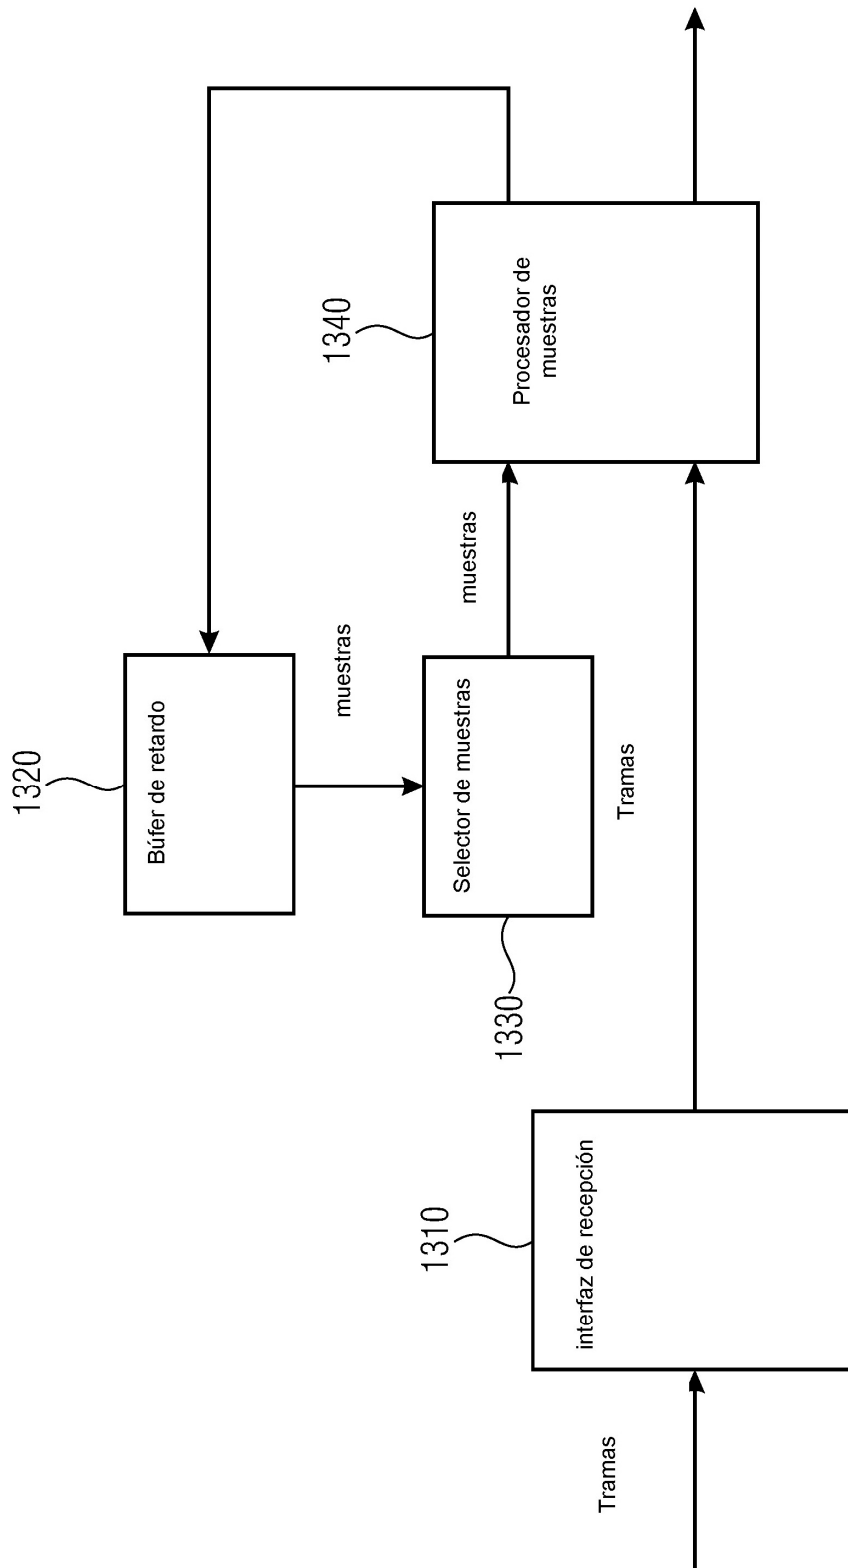 1320
Búfer de retardo
muestras
1340
Procesador de
muestras
muestras
Selector de muestras
1330
Tramas
1310
interfaz de recepción
Tramas